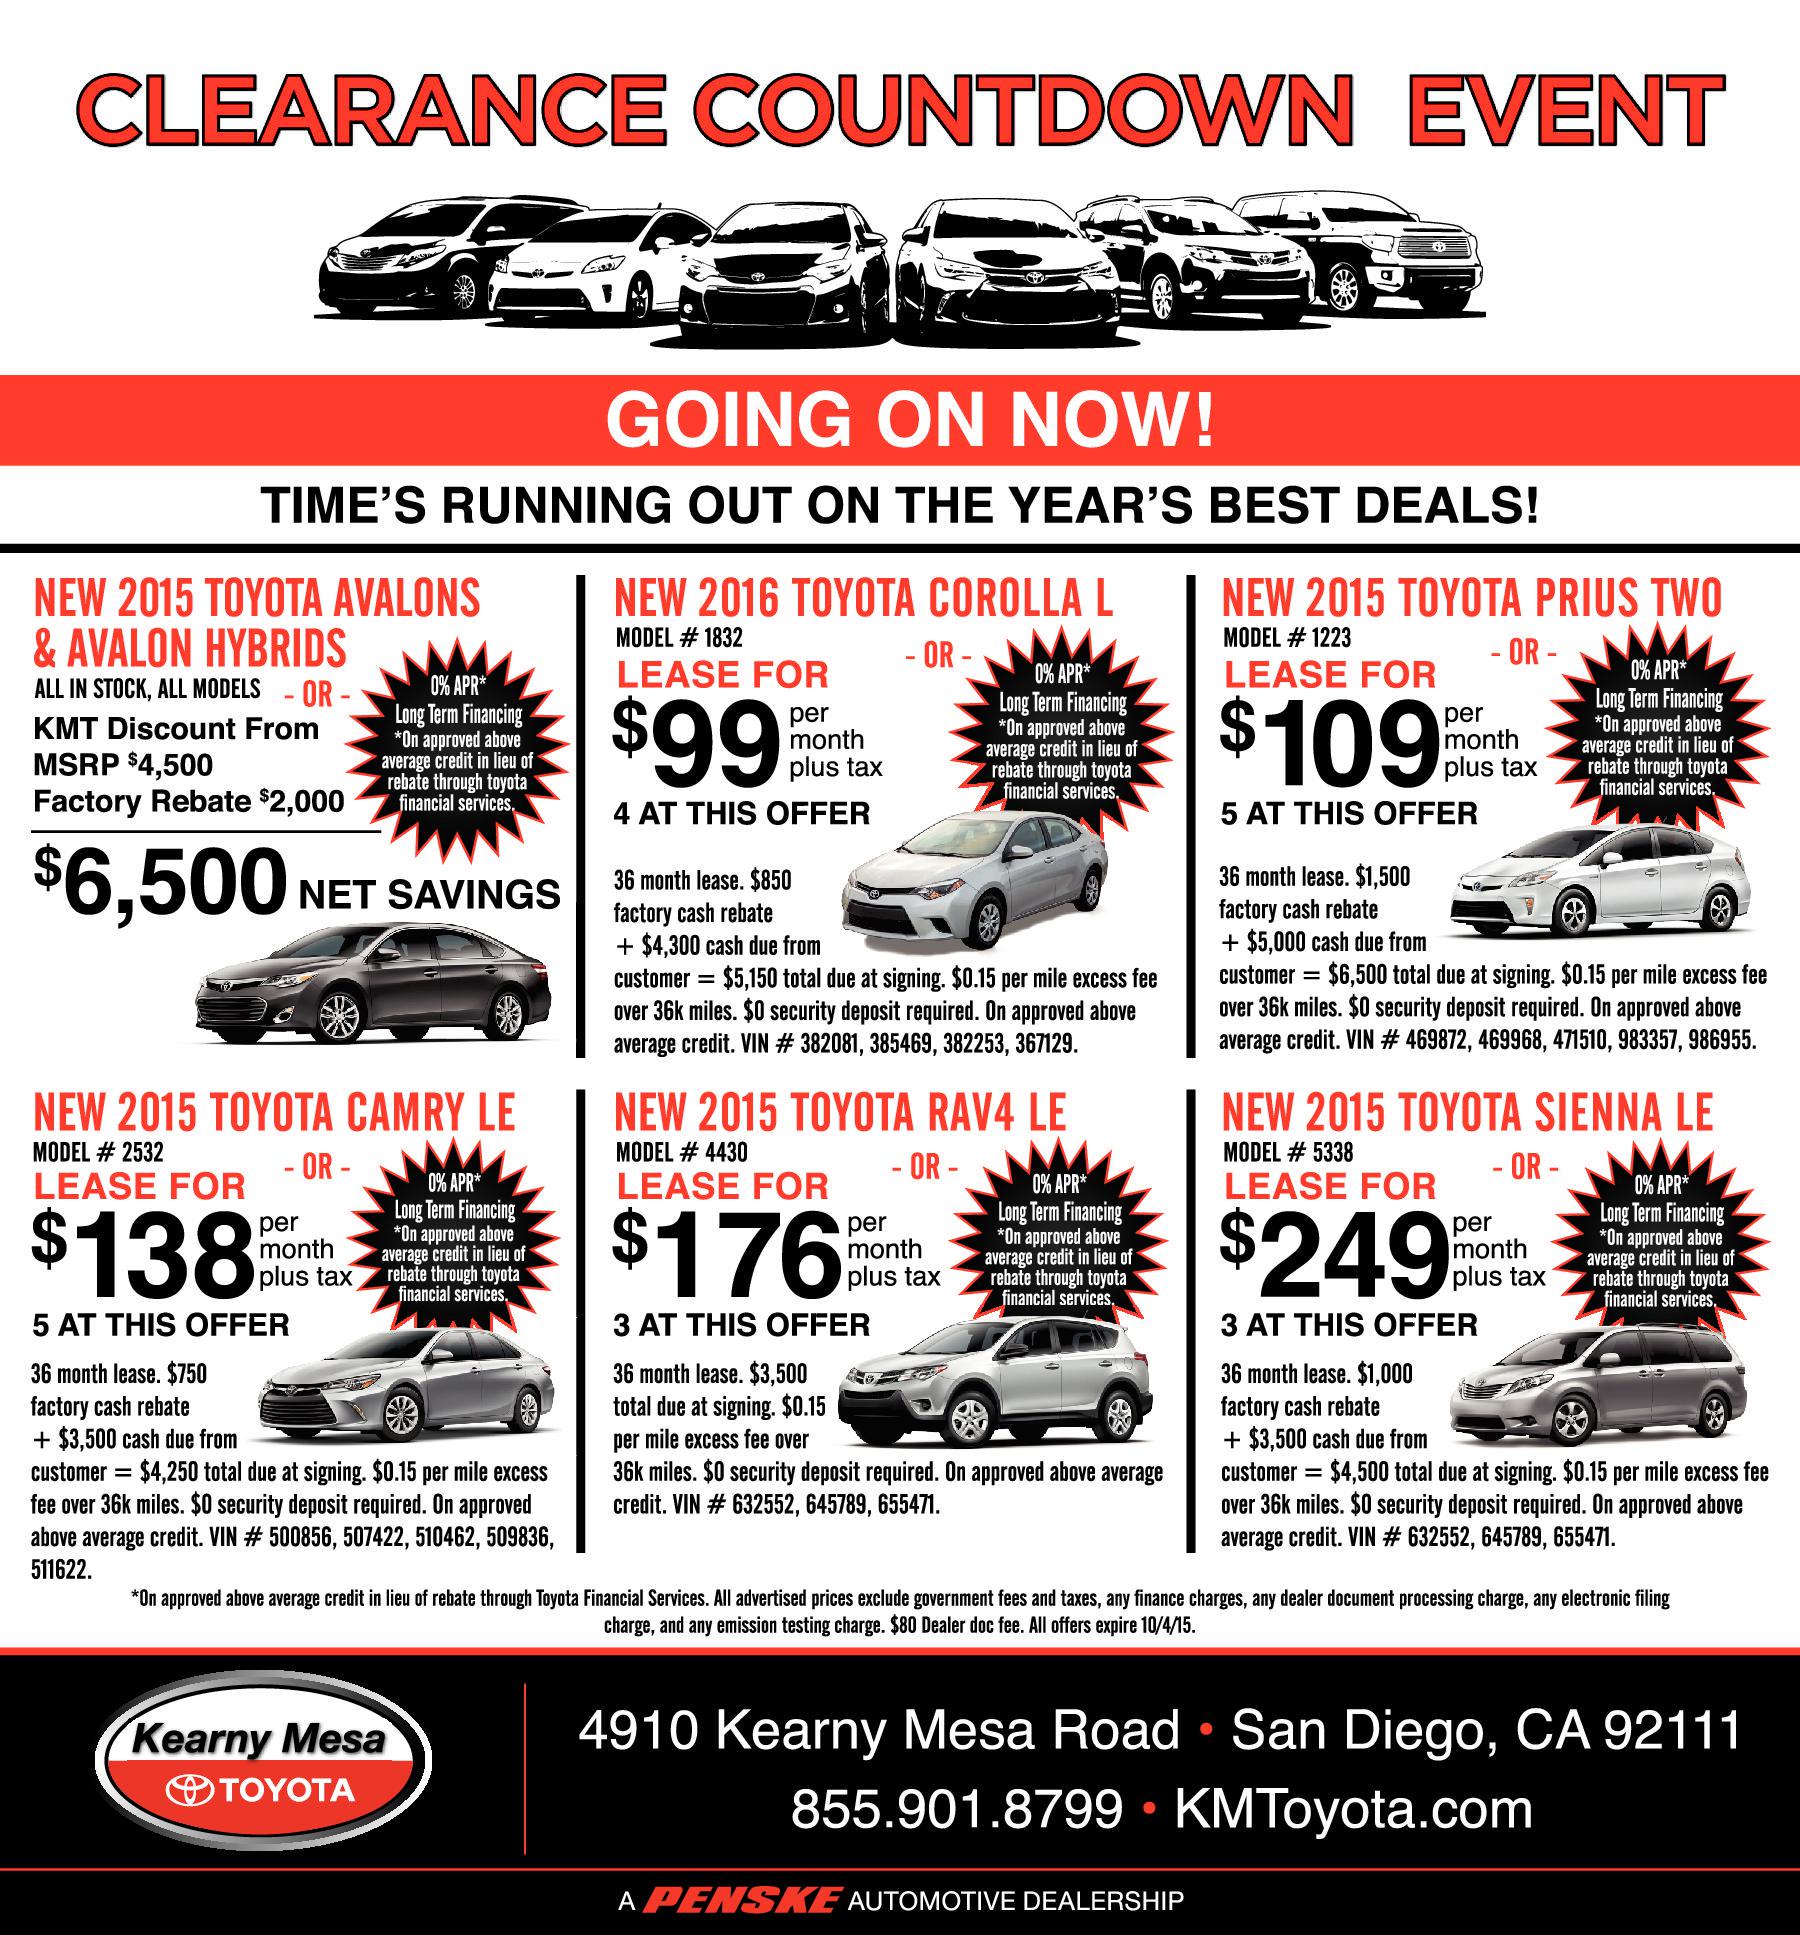 CLEARANCE COUNTDOWN EVENT
GOING ON NOW!
TIME'S RUNNING OUT ON THE YEAR'S BEST DEALS!
NEW 2015 TOYOTA AVALONS
& AVALON HYBRIDS
ALL IN STOCK, ALL MODELS
- OR -
KMT Discount From
MSRP $4,500
Factory Rebate $2,000
0% APR*
Long Term Financing
*On approved above
average credit in lieu of
rebate through toyota
financial services.
$6,500 NET SAVINGS
NEW 2016 TOYOTA COROLLA L
MODEL # 1832
- OR -
LEASE FOR
$99 per
month
plus tax
0% APR*
Long Term Financing
*On approved above
average credit in lieu of
rebate through toyota
financial services.
4 AT THIS OFFER
36 month lease. $850
factory cash rebate
+ $4,300 cash due from
customer = $5,150 total due at signing. $0.15 per mile excess fee
over 36k miles. $0 security deposit required. On approved above
average credit. VIN # 382081, 385469, 382253, 367129.
NEW 2015 TOYOTA PRIUS TWO
MODEL # 1223
- OR -
LEASE FOR
$109 per
month
plus tax
0% APR*
Long Term Financing
*On approved above
average credit in lieu of
rebate through toyota
financial services.
5 AT THIS OFFER
36 month lease. $1,500
factory cash rebate
+ $5,000 cash due from
customer = $6,500 total due at signing. $0.15 per mile excess fee
over 36k miles. $0 security deposit required. On approved above
average credit. VIN # 469872, 469968, 471510, 983357, 986955.
NEW 2015 TOYOTA CAMRY LE
MODEL # 2532
- OR -
LEASE FOR
$138 per
month
plus tax
0% APR*
Long Term Financing
*On approved above
average credit in lieu of
rebate through toyota
financial services.
5 AT THIS OFFER
36 month lease. $750
factory cash rebate
+ $3,500 cash due from
customer = $4,250 total due at signing. $0.15 per mile excess
fee over 36k miles. $0 security deposit required. On approved
above average credit. VIN # 500856, 507422, 510462, 509836,
511622.
NEW 2015 TOYOTA RAV4 LE
MODEL # 4430
- OR -
LEASE FOR
$176 per
month
plus tax
0% APR*
Long Term Financing
*On approved above
average credit in lieu of
rebate through toyota
financial services.
3 AT THIS OFFER
36 month lease. $3,500
total due at signing. $0.15
per mile excess fee over
36k miles. $0 security deposit required. On approved above average
credit. VIN # 632552, 645789, 655471.
NEW 2015 TOYOTA SIENNA LE
MODEL # 5338
- OR -
LEASE FOR
$249 per
month
plus tax
0% APR*
Long Term Financing
*On approved above
average credit in lieu of
rebate through toyota
financial services.
3 AT THIS OFFER
36 month lease. $1,000
factory cash rebate
+ $3,500 cash due from
customer = $4,500 total due at signing. $0.15 per mile excess fee
over 36k miles. $0 security deposit required. On approved above
average credit. VIN # 632552, 645789, 655471.
*On approved above average credit in lieu of rebate through Toyota Financial Services. All advertised prices exclude government fees and taxes, any finance charges, any dealer document processing charge, any electronic filing
charge, and any emission testing charge. $80 Dealer doc fee. All offers expire 10/4/15.
Kearny Mesa
TOYOTA
4910 Kearny Mesa Road • San Diego, CA 92111
855.901.8799 • KMToyota.com
A PENSKE AUTOMOTIVE DEALERSHIP